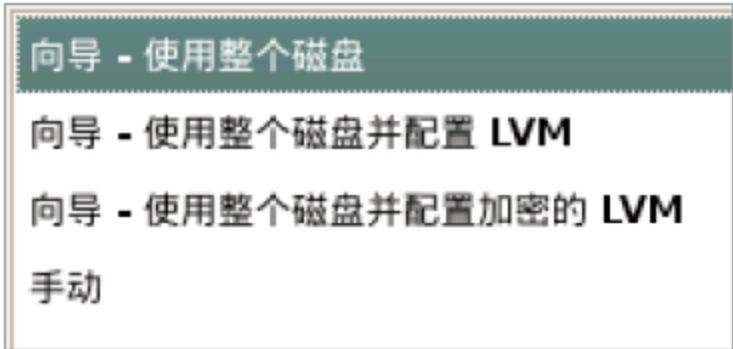 向导 - 使用整个磁盘
向导 - 使用整个磁盘并配置 LVM
向导 - 使用整个磁盘并配置加密的 LVM
手动